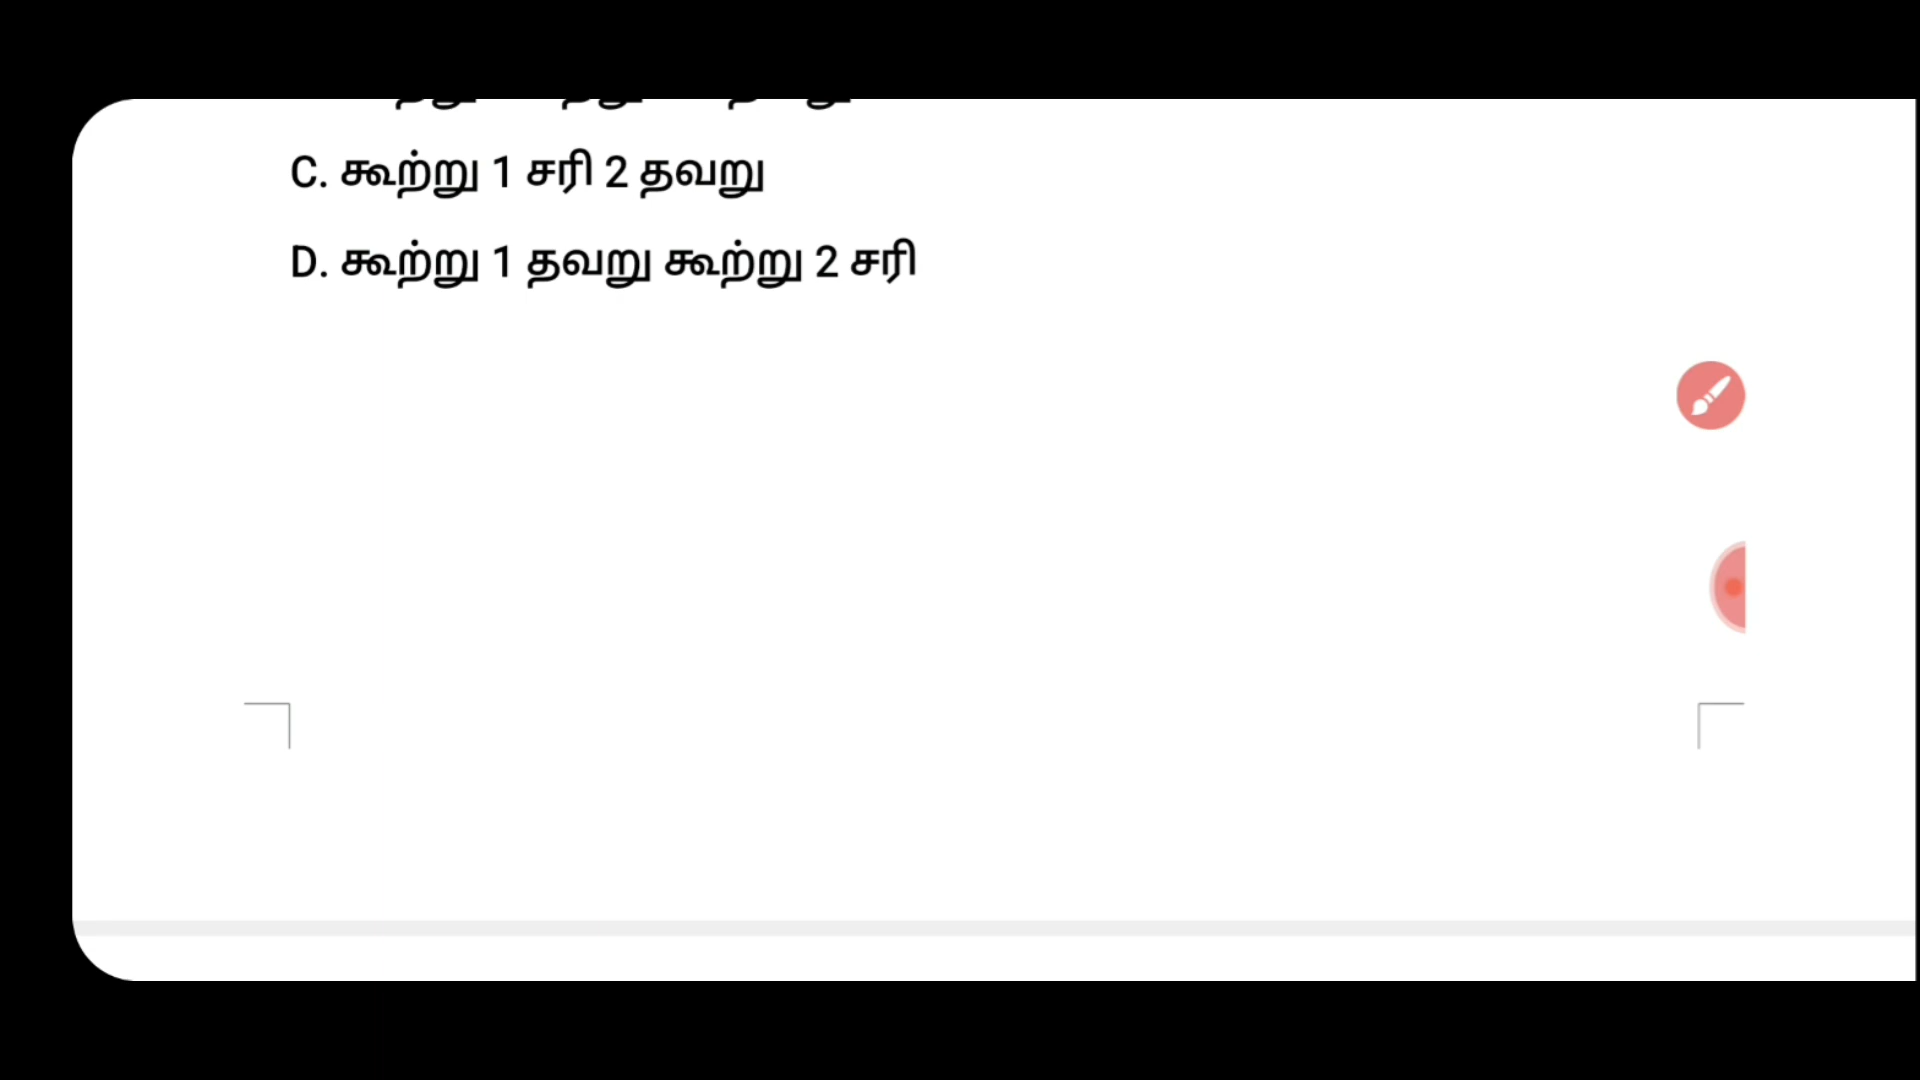 C. கூற்று 1 சரி 2 தவறு
D. கூற்று 1 தவறு கூற்று 2 சரி